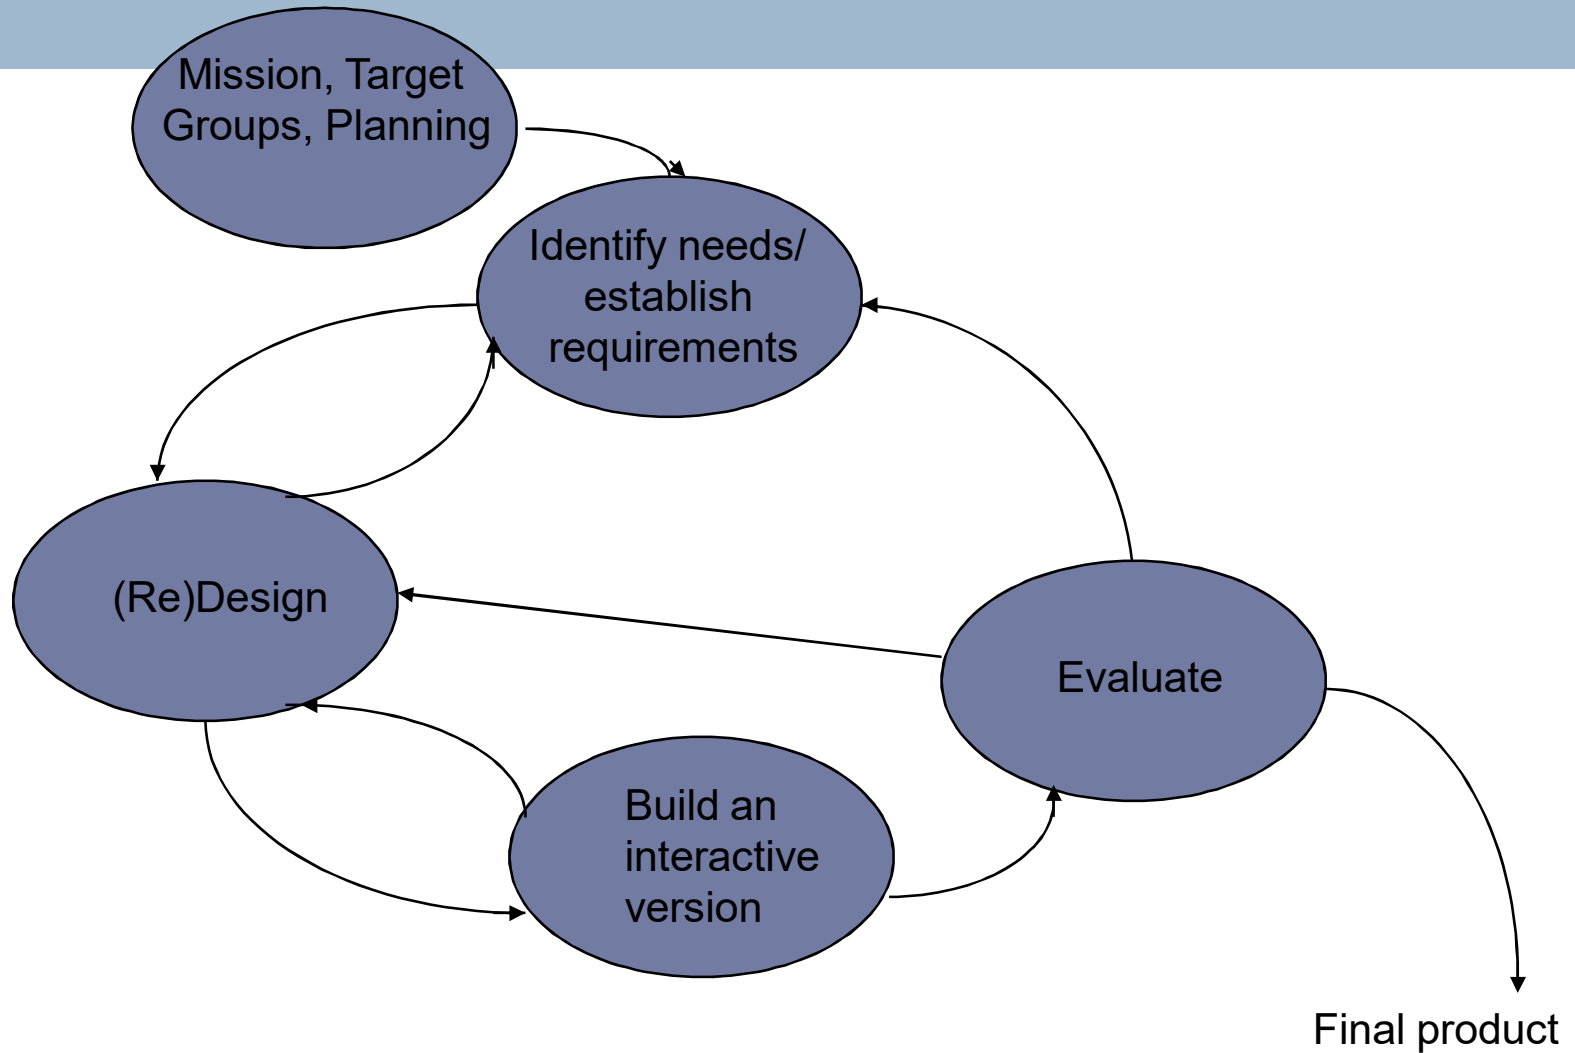 Mission, Target
Groups, Planning
Identify needs/
establish
requirements
(Re)Design
Evaluate
Build an
interactive
version
Final product